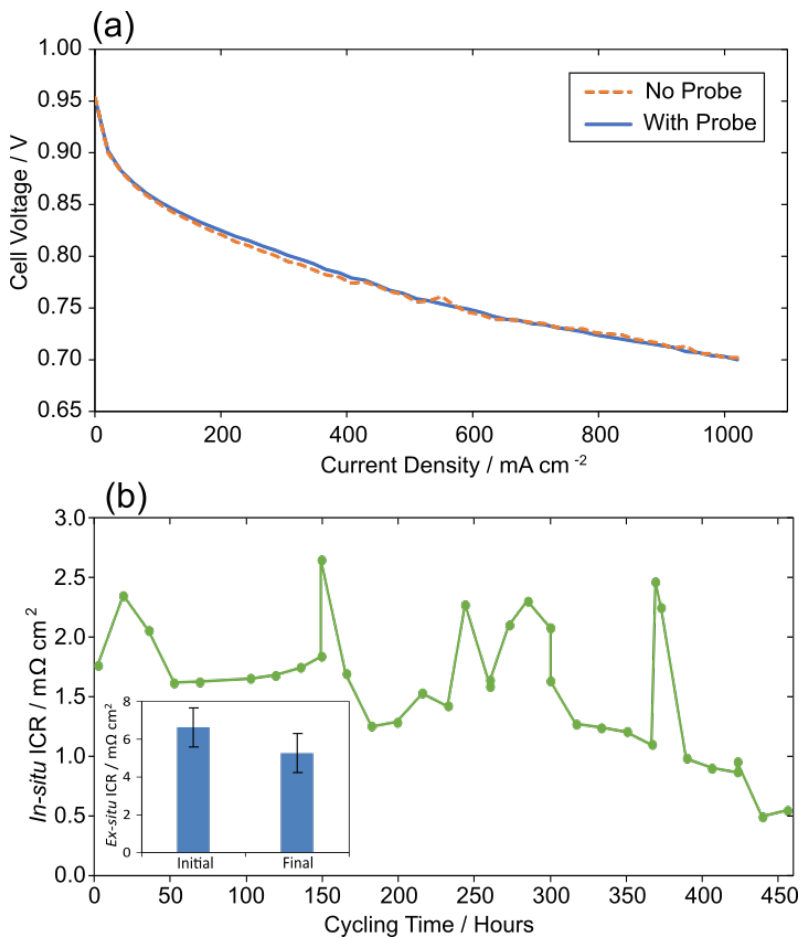 (a)
1.00
0.95
0.90
0.85
0.80
0.75
0.70
0.65
Cell Voltage / V
No Probe
With Probe
0 200 400 600 800 1000
Current Density / mA cm⁻²
(b)
3.0
2.5
2.0
1.5
1.0
0.5
0.0
In-situ ICR / mΩ cm²
8
6
4
2
0
Ex-situ ICR / mΩ cm²
Initial Final
0 50 100 150 200 250 300 350 400 450
Cycling Time / Hours